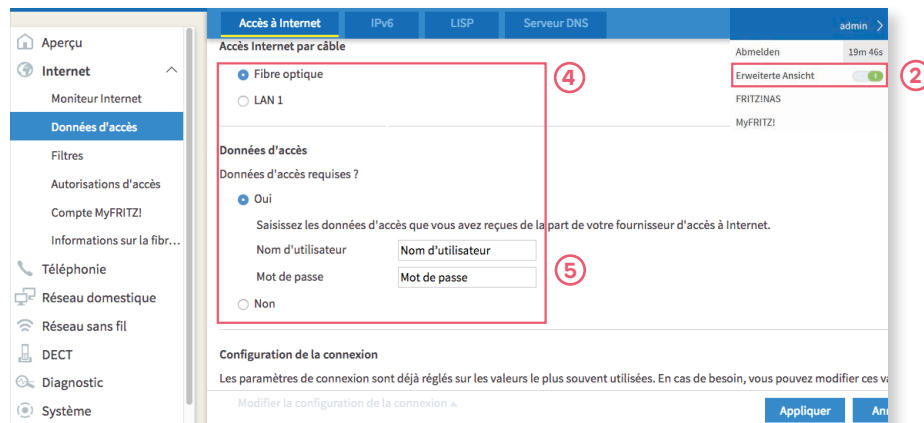 Accès à Internet
IPv6
LISP
Serveur DNS
admin
Abmelden
19m 46s
Erweiterte Ansicht
2
FRITZ!NAS
MyFRITZ!
Aperçu
Internet
Moniteur Internet
Données d'accès
Filtres
Autorisations d'accès
Compte MyFRITZ!
Informations sur la fibr...
Téléphonie
Réseau domestique
Réseau sans fil
DECT
Diagnostic
Système
Accès Internet par câble
Fibre optique
4
LAN 1
Données d'accès
Données d'accès requises ?
Oui
Saisissez les données d'accès que vous avez reçues de la part de votre fournisseur d'accès à Internet.
Nom d'utilisateur
Nom d'utilisateur
Mot de passe
Mot de passe
5
Non
Configuration de la connexion
Les paramètres de connexion sont déjà réglés sur les valeurs le plus souvent utilisées. En cas de besoin, vous pouvez modifier ces
Modifier la configuration de la connexion
Appliquer